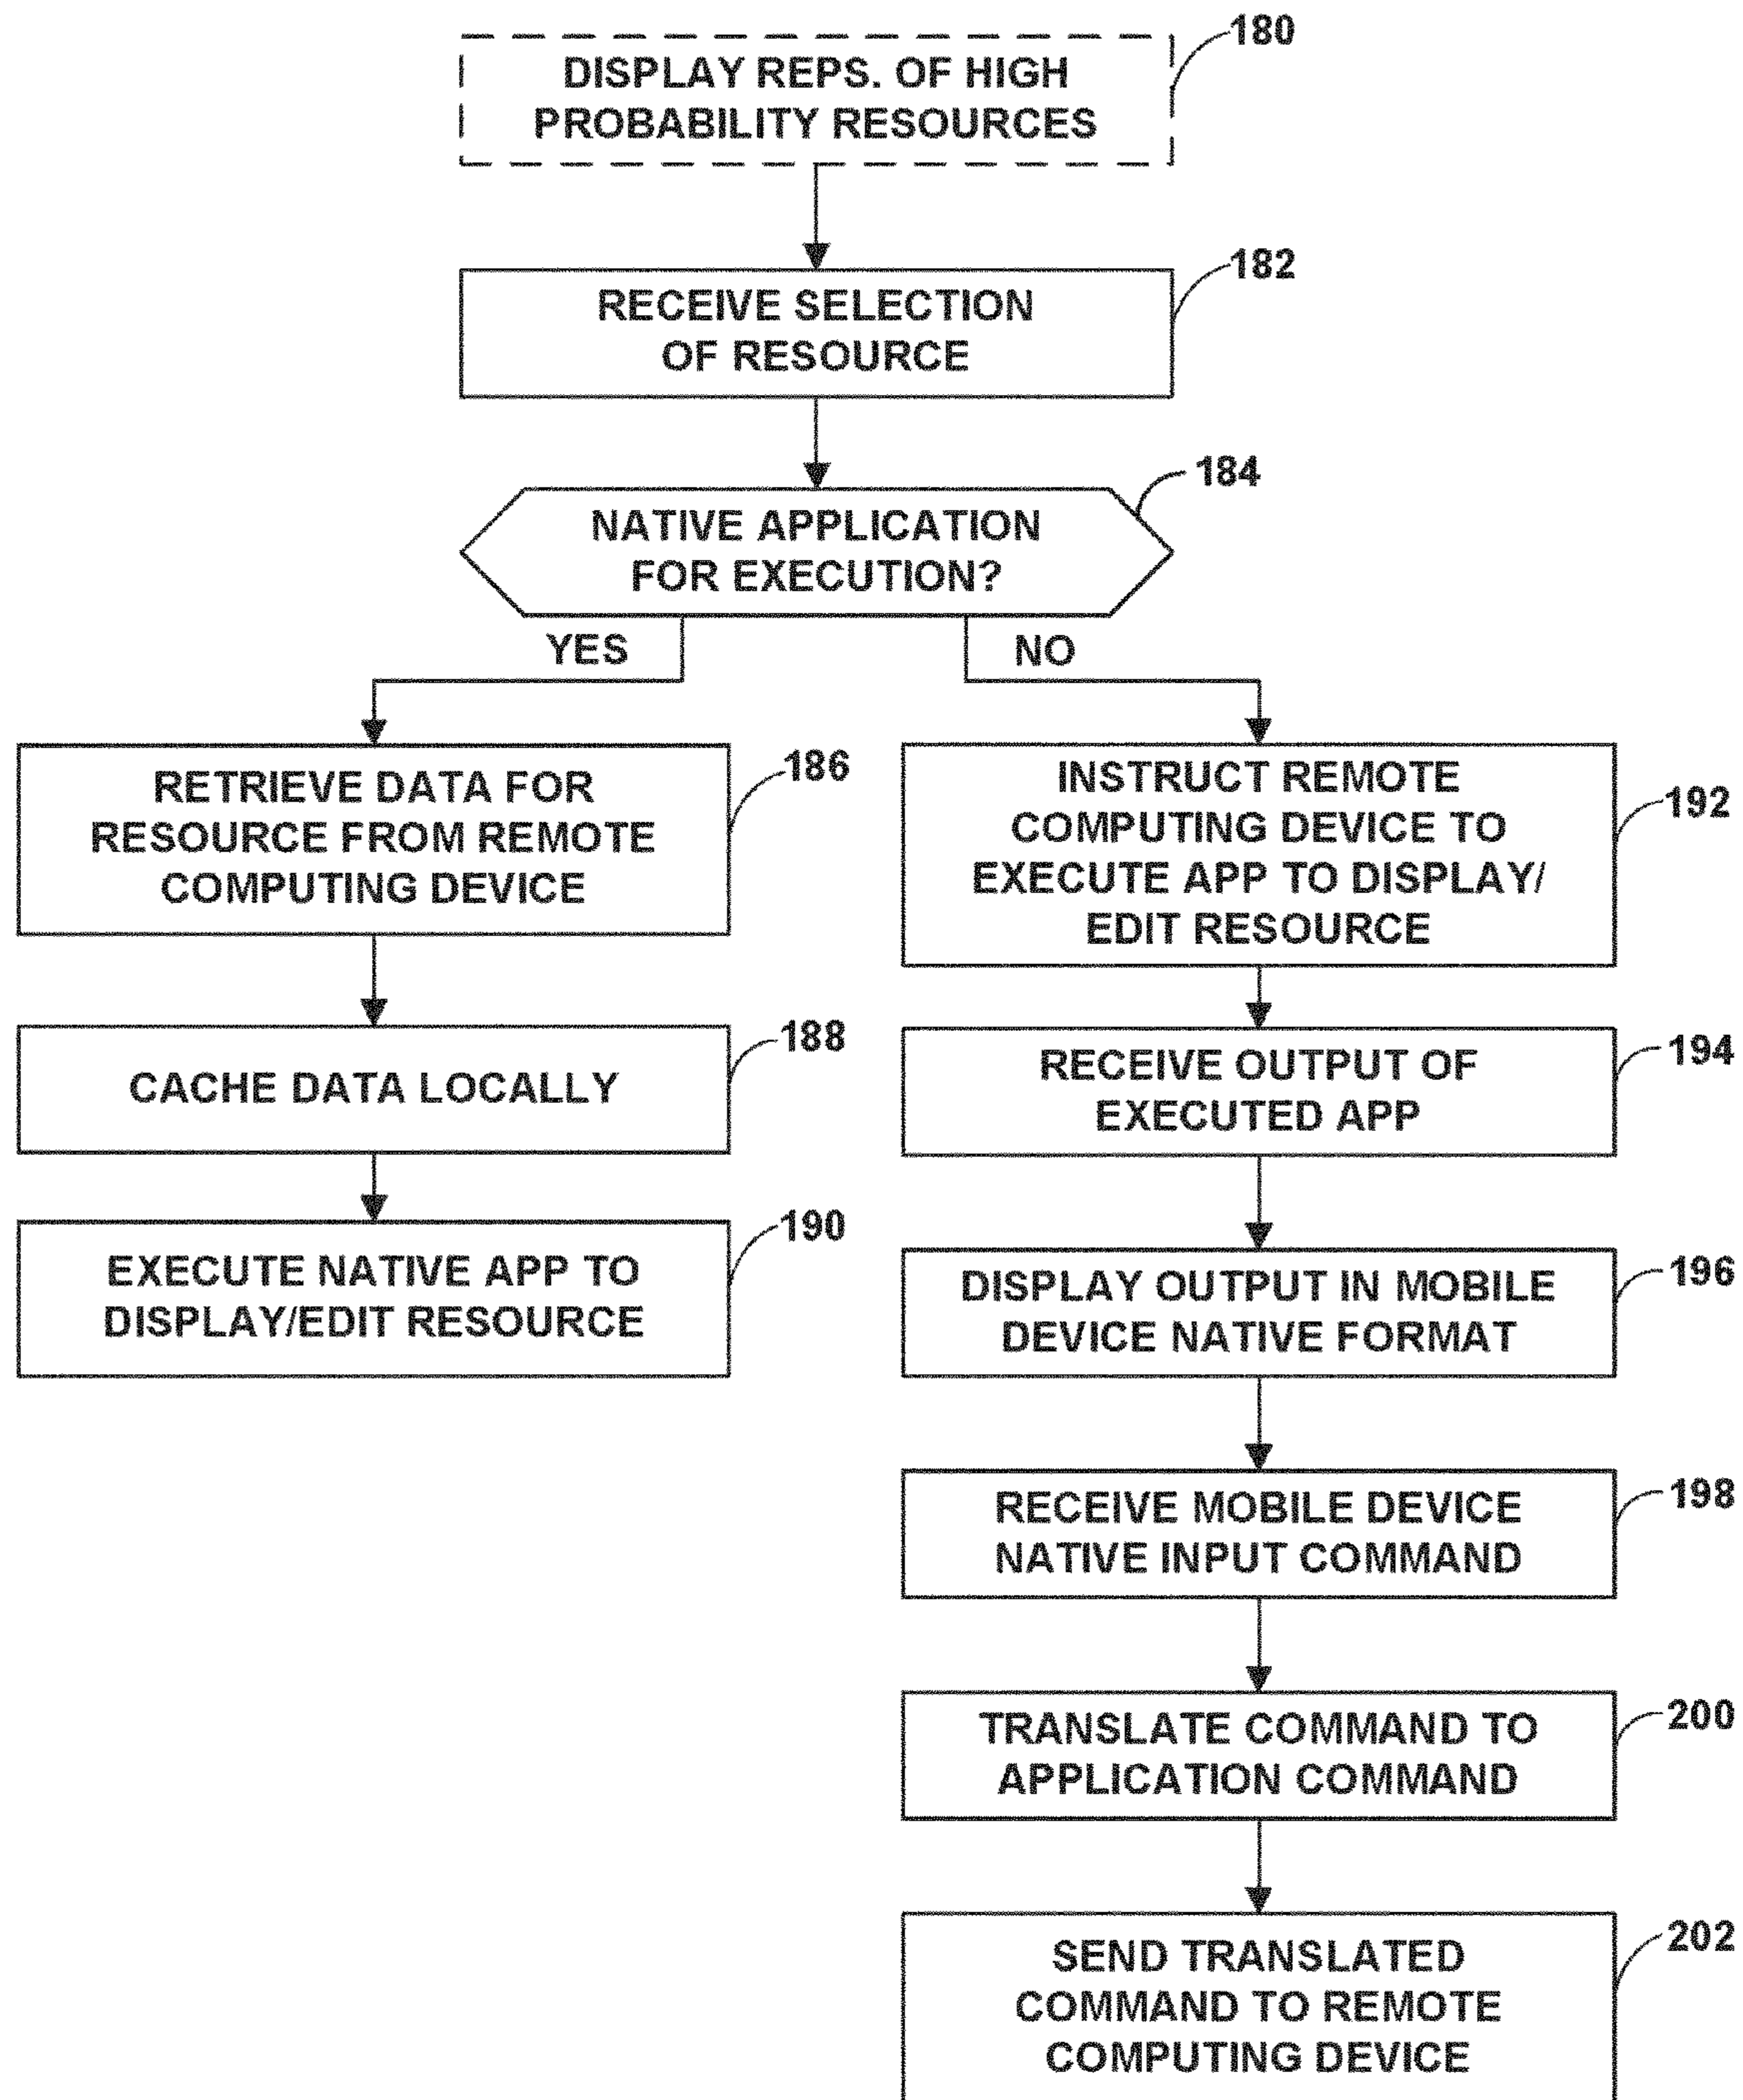 180
DISPLAY REPS. OF HIGH
PROBABILITY RESOURCES
182
RECEIVE SELECTION
OF RESOURCE
184
NATIVE APPLICATION
FOR EXECUTION?
YES
NO
186
RETRIEVE DATA FOR
RESOURCE FROM REMOTE
COMPUTING DEVICE
188
CACHE DATA LOCALLY
190
EXECUTE NATIVE APP TO
DISPLAY/EDIT RESOURCE
192
INSTRUCT REMOTE
COMPUTING DEVICE TO
EXECUTE APP TO DISPLAY/
EDIT RESOURCE
194
RECEIVE OUTPUT OF
EXECUTED APP
196
DISPLAY OUTPUT IN MOBILE
DEVICE NATIVE FORMAT
198
RECEIVE MOBILE DEVICE
NATIVE INPUT COMMAND
200
TRANSLATE COMMAND TO
APPLICATION COMMAND
202
SEND TRANSLATED
COMMAND TO REMOTE
COMPUTING DEVICE